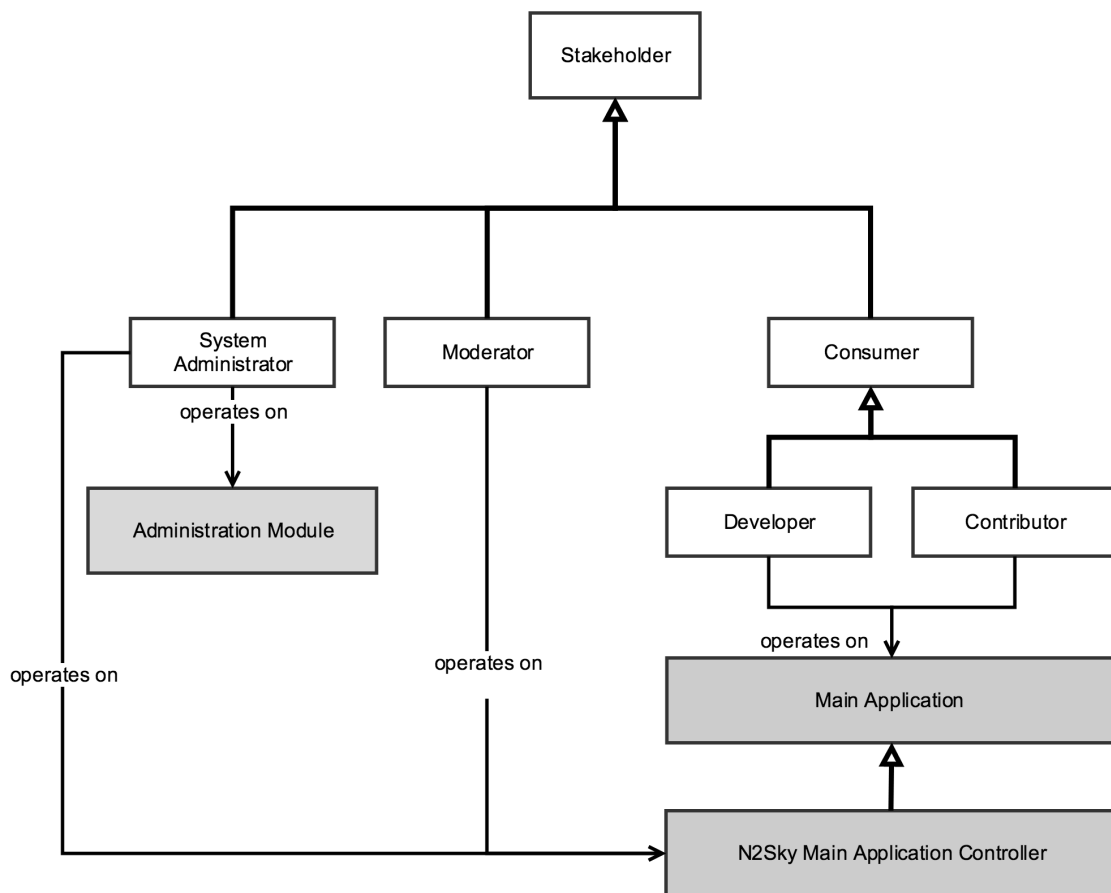 Stakeholder
System
Administrator
Moderator
Consumer
operates on
Developer
Contributor
Administration Module
operates on
operates on
operates on
Main Application
N2Sky Main Application Controller